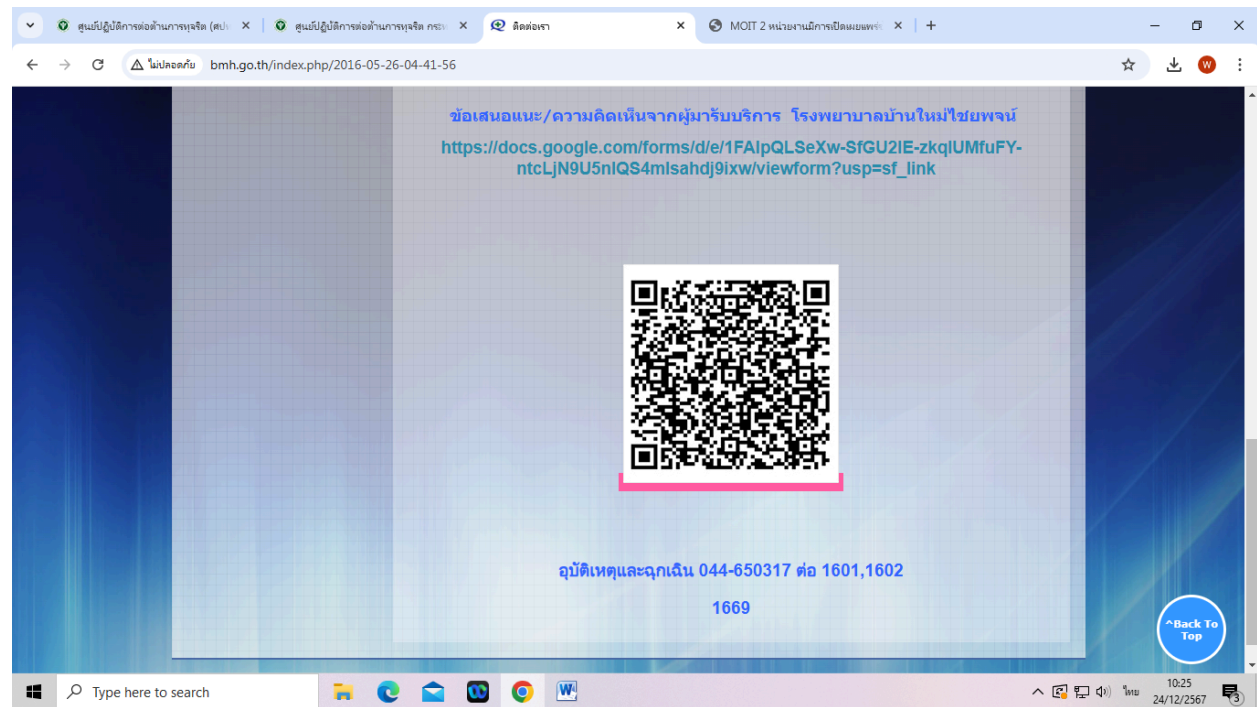 ศูนย์ปฏิบัติการต่อต้านการทุจริต (ศปท
ศูนย์ปฏิบัติการต่อต้านการทุจริต กระท
ติดต่อเรา
MOIT 2 หน่วยงานมีการเปิดเผยแพร่ข
ไม่ปลอดภัย
bmh.go.th/index.php/2016-05-26-04-41-56
W
ข้อเสนอแนะ/ความคิดเห็นจากผู้มารับบริการ โรงพยาบาลบ้านใหม่ไชยพจน์
https://docs.google.com/forms/d/e/1FAIpQLSeXw-SfGU2IE-zkqlUMfuFY-
ntcLjN9U5nIQS4mlsahdj9ixw/viewform?usp=sf_link
อุบัติเหตุและฉุกเฉิน 044-650317 ต่อ 1601,1602
1669
^Back To
Top
Type here to search
W
ไทย
10:25
24/12/2567
3